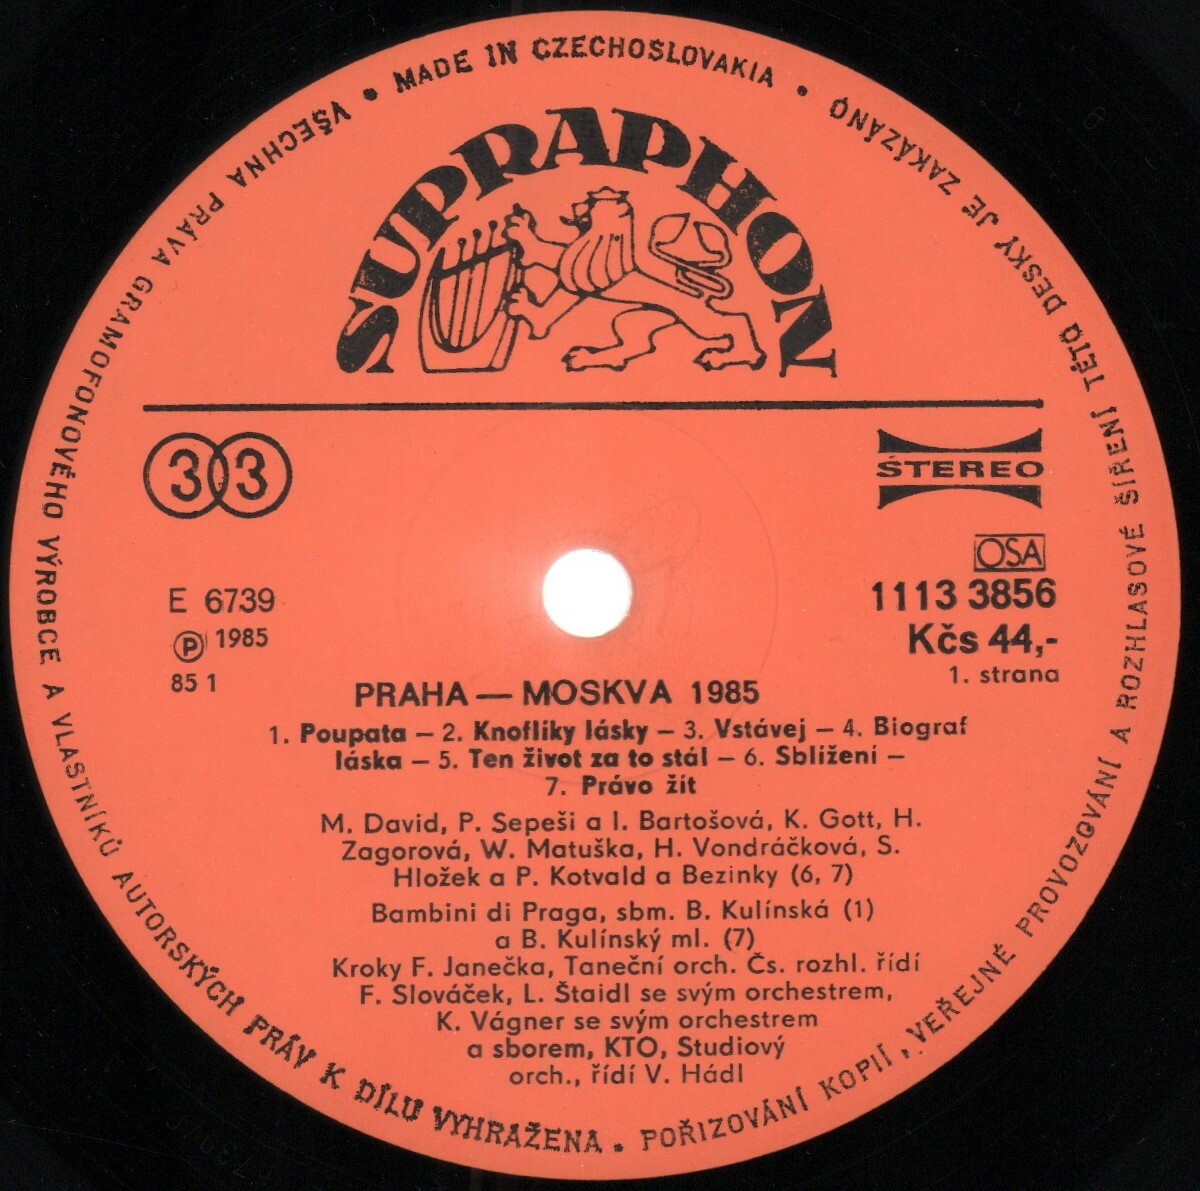 VŠECHNA PRÁVA GRAMOFONOVÉHO VÝROBCE A VLASTNÍKŮ AUTORSKÝCH PRÁV K DÍLU VYHRAŽENA • POŘIZOVÁNÍ KOPIÍ, VEŘEJNÉ PROVOZOVÁNÍ A ROZHLASOVÉ ŠÍŘENÍ TÉTO DESKY JE ZAKÁZÁNO • MADE IN CZECHOSLOVAKIA •
SUPRAPHON
33
STEREO
OSA
E 6739
1113 3856
Ⓟ 1985
Kčs 44,-
85 1
1. strana
PRAHA — MOSKVA 1985
1. Poupata – 2. Knoflíky lásky – 3. Vstávej – 4. Biograf
láska – 5. Ten život za to stál – 6. Sblížení –
7. Právo žít
M. David, P. Sepeši a I. Bartošová, K. Gott, H.
Zagorová, W. Matuška, H. Vondráčková, S.
Hložek a P. Kotvald a Bezinky (6, 7)
Bambini di Praga, sbm. B. Kulínská (1)
a B. Kulínský ml. (7)
Kroky F. Janečka, Taneční orch. Čs. rozhl. řídí
F. Slováček, L. Štaidl se svým orchestrem,
K. Vágner se svým orchestrem
a sborem, KTO, Studiový
orch., řídí V. Hádl